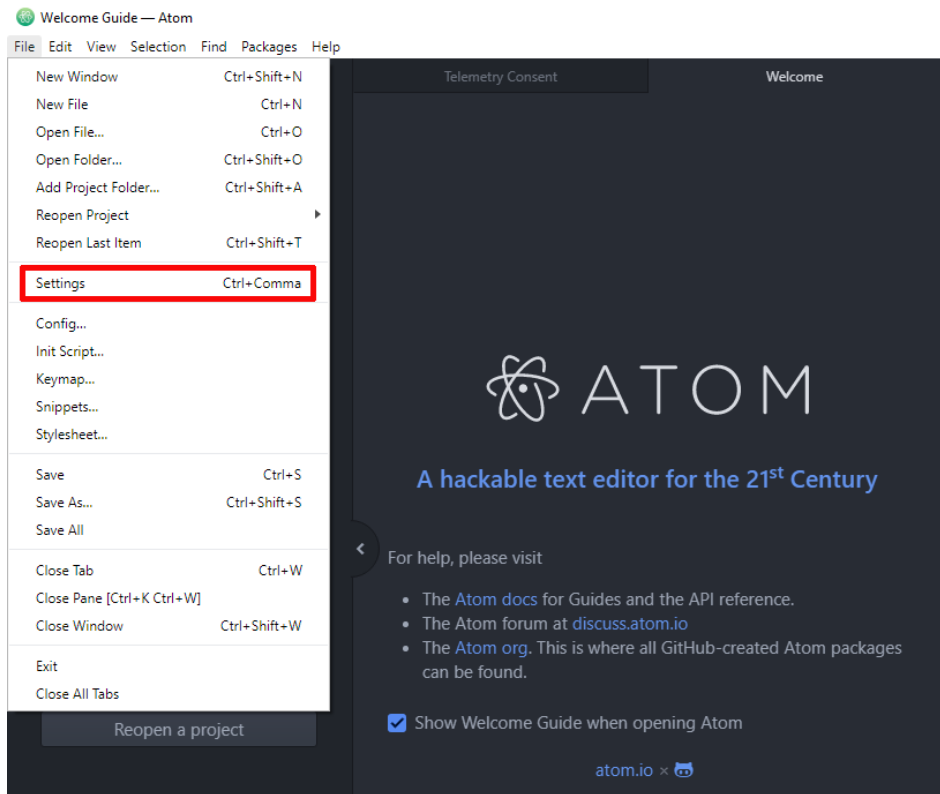 Welcome Guide — Atom
File Edit View Selection Find Packages Help
New Window Ctrl+Shift+N
New File Ctrl+N
Open File... Ctrl+O
Open Folder... Ctrl+Shift+O
Add Project Folder... Ctrl+Shift+A
Reopen Project
Reopen Last Item Ctrl+Shift+T
Settings Ctrl+Comma
Config...
Init Script...
Keymap...
Snippets...
Stylesheet...
Save Ctrl+S
Save As... Ctrl+Shift+S
Save All
Close Tab Ctrl+W
Close Pane [Ctrl+K Ctrl+W]
Close Window Ctrl+Shift+W
Exit
Close All Tabs
Reopen a project
Telemetry Consent
Welcome
ATOM
A hackable text editor for the 21st Century
For help, please visit
• The Atom docs for Guides and the API reference.
• The Atom forum at discuss.atom.io
• The Atom org. This is where all GitHub-created Atom packages
can be found.
Show Welcome Guide when opening Atom
atom.io ×